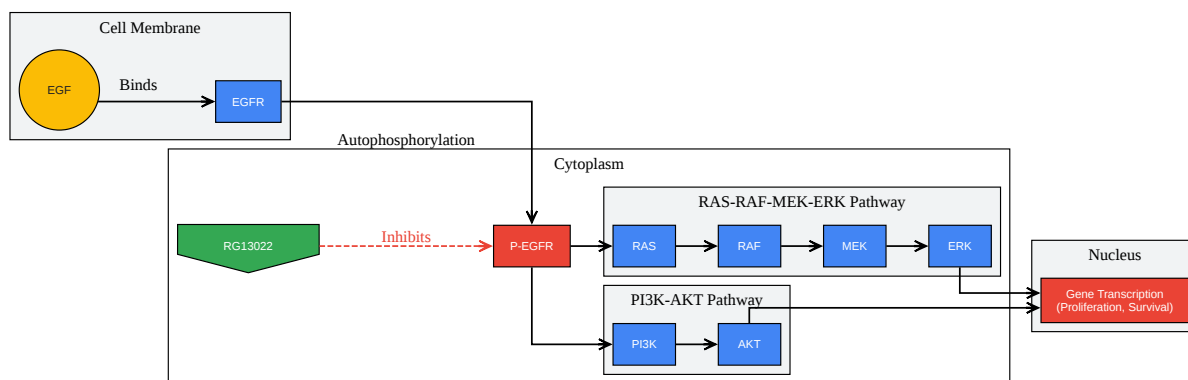 Cell Membrane
EGF
Binds
EGFR
Autophosphorylation
Cytoplasm
RG13022
Inhibits
P-EGFR
RAS-RAF-MEK-ERK Pathway
RAS
RAF
MEK
ERK
PI3K-AKT Pathway
PI3K
AKT
Nucleus
Gene Transcription
(Proliferation, Survival)